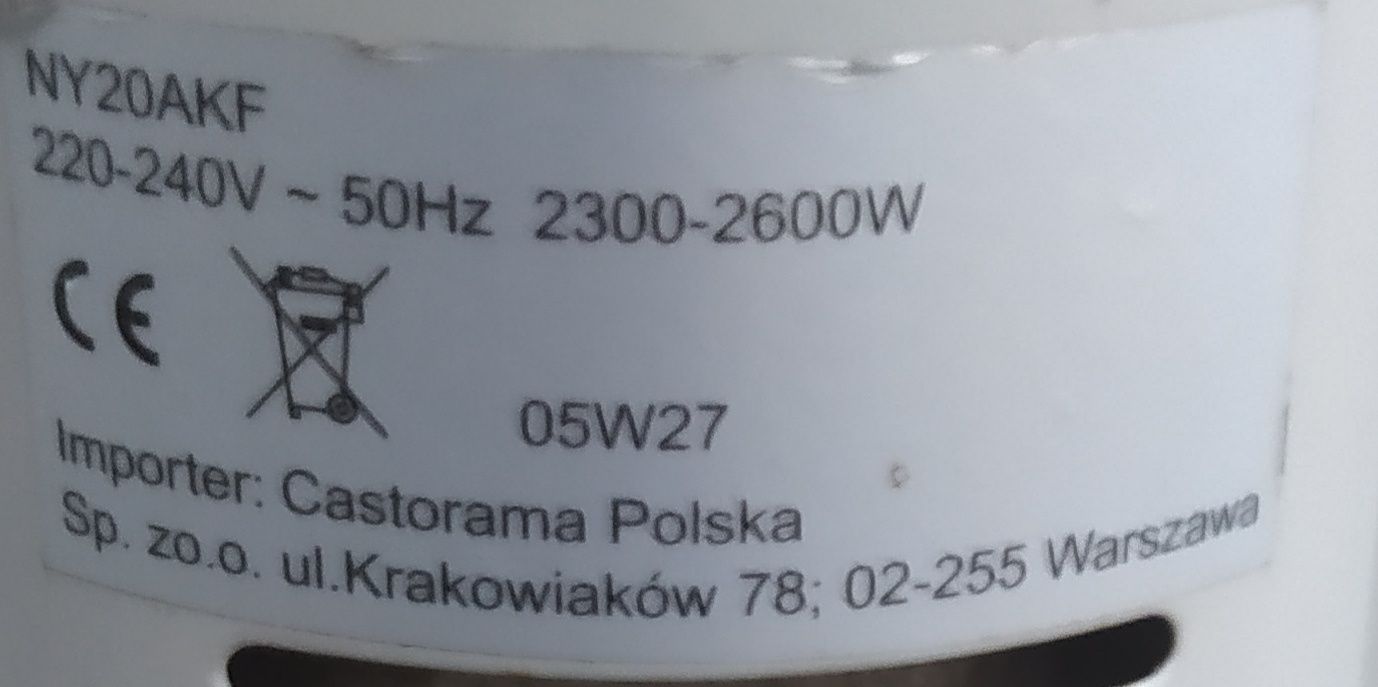 NY20AKF
220-240V ~ 50Hz 2300-2600W
CE
05W27
Importer: Castorama Polska
Sp. zo.o. ul.Krakowiaków 78; 02-255 Warszawa